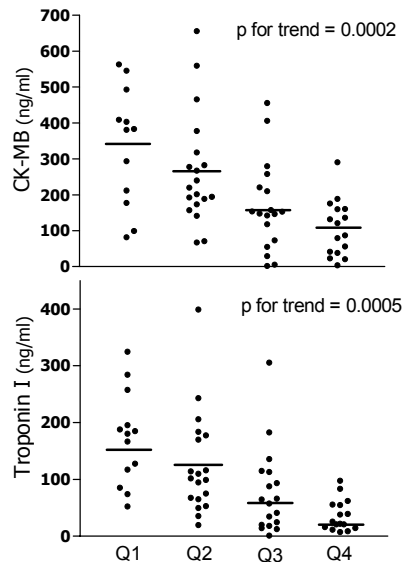 p for trend = 0.0002
CK-MB (ng/ml)
700
600
500
400
300
200
100
0
p for trend = 0.0005
Troponin I (ng/ml)
400
300
200
100
0
Q1 Q2 Q3 Q4